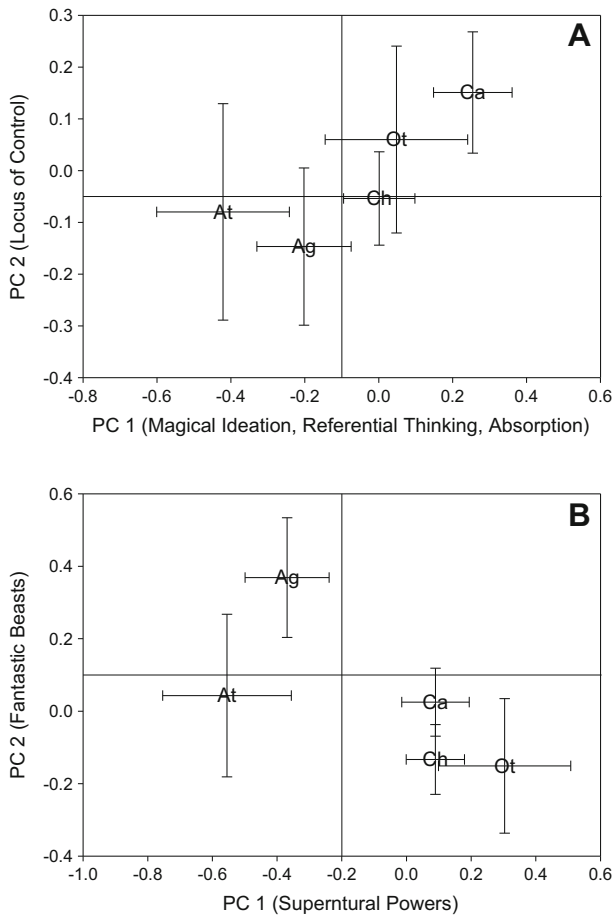 A
0.3
0.2
0.1
0.0
-0.1
-0.2
-0.3
-0.4
PC 2 (Locus of Control)
Ca
Ot
Ch
At
Ag
-0.8 -0.6 -0.4 -0.2 0.0 0.2 0.4 0.6
PC 1 (Magical Ideation, Referential Thinking, Absorption)
B
0.6
0.4
0.2
0.0
-0.2
-0.4
PC 2 (Fantastic Beasts)
Ag
At
Ca
Ch
Ot
-1.0 -0.8 -0.6 -0.4 -0.2 0.0 0.2 0.4 0.6
PC 1 (Superntural Powers)